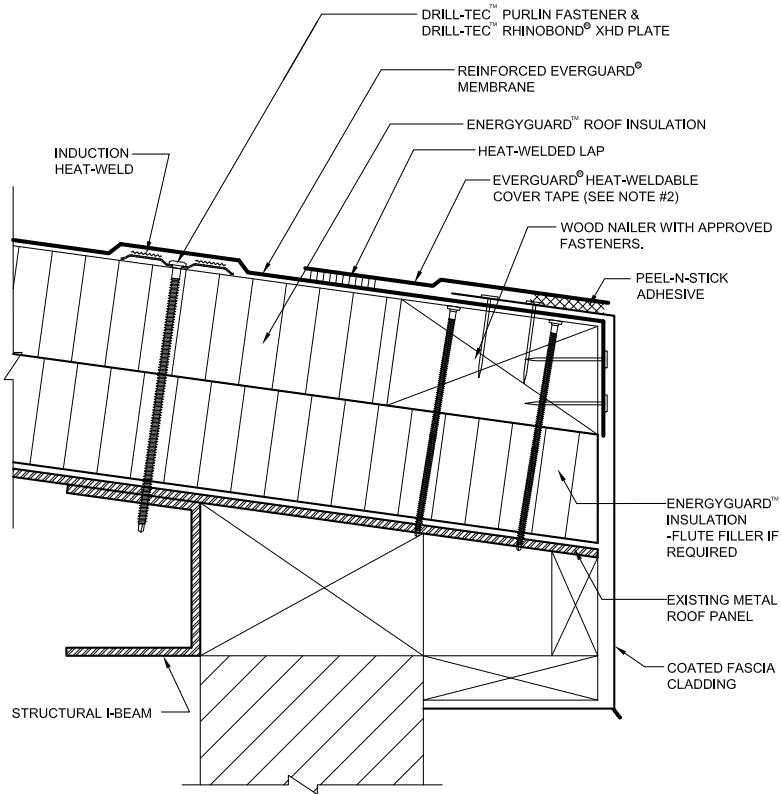 DRILL-TEC™ PURLIN FASTENER &
DRILL-TEC™ RHINOBOND® XHD PLATE
REINFORCED EVERGUARD®
MEMBRANE
ENERGYGUARD™ ROOF INSULATION
INDUCTION
HEAT-WELD
HEAT-WELDED LAP
EVERGUARD® HEAT-WELDABLE
COVER TAPE (SEE NOTE #2)
WOOD NAILER WITH APPROVED
FASTENERS.
PEEL-N-STICK
ADHESIVE
ENERGYGUARD™
INSULATION
-FLUTE FILLER IF
REQUIRED
EXISTING METAL
ROOF PANEL
COATED FASCIA
CLADDING
STRUCTURAL I-BEAM